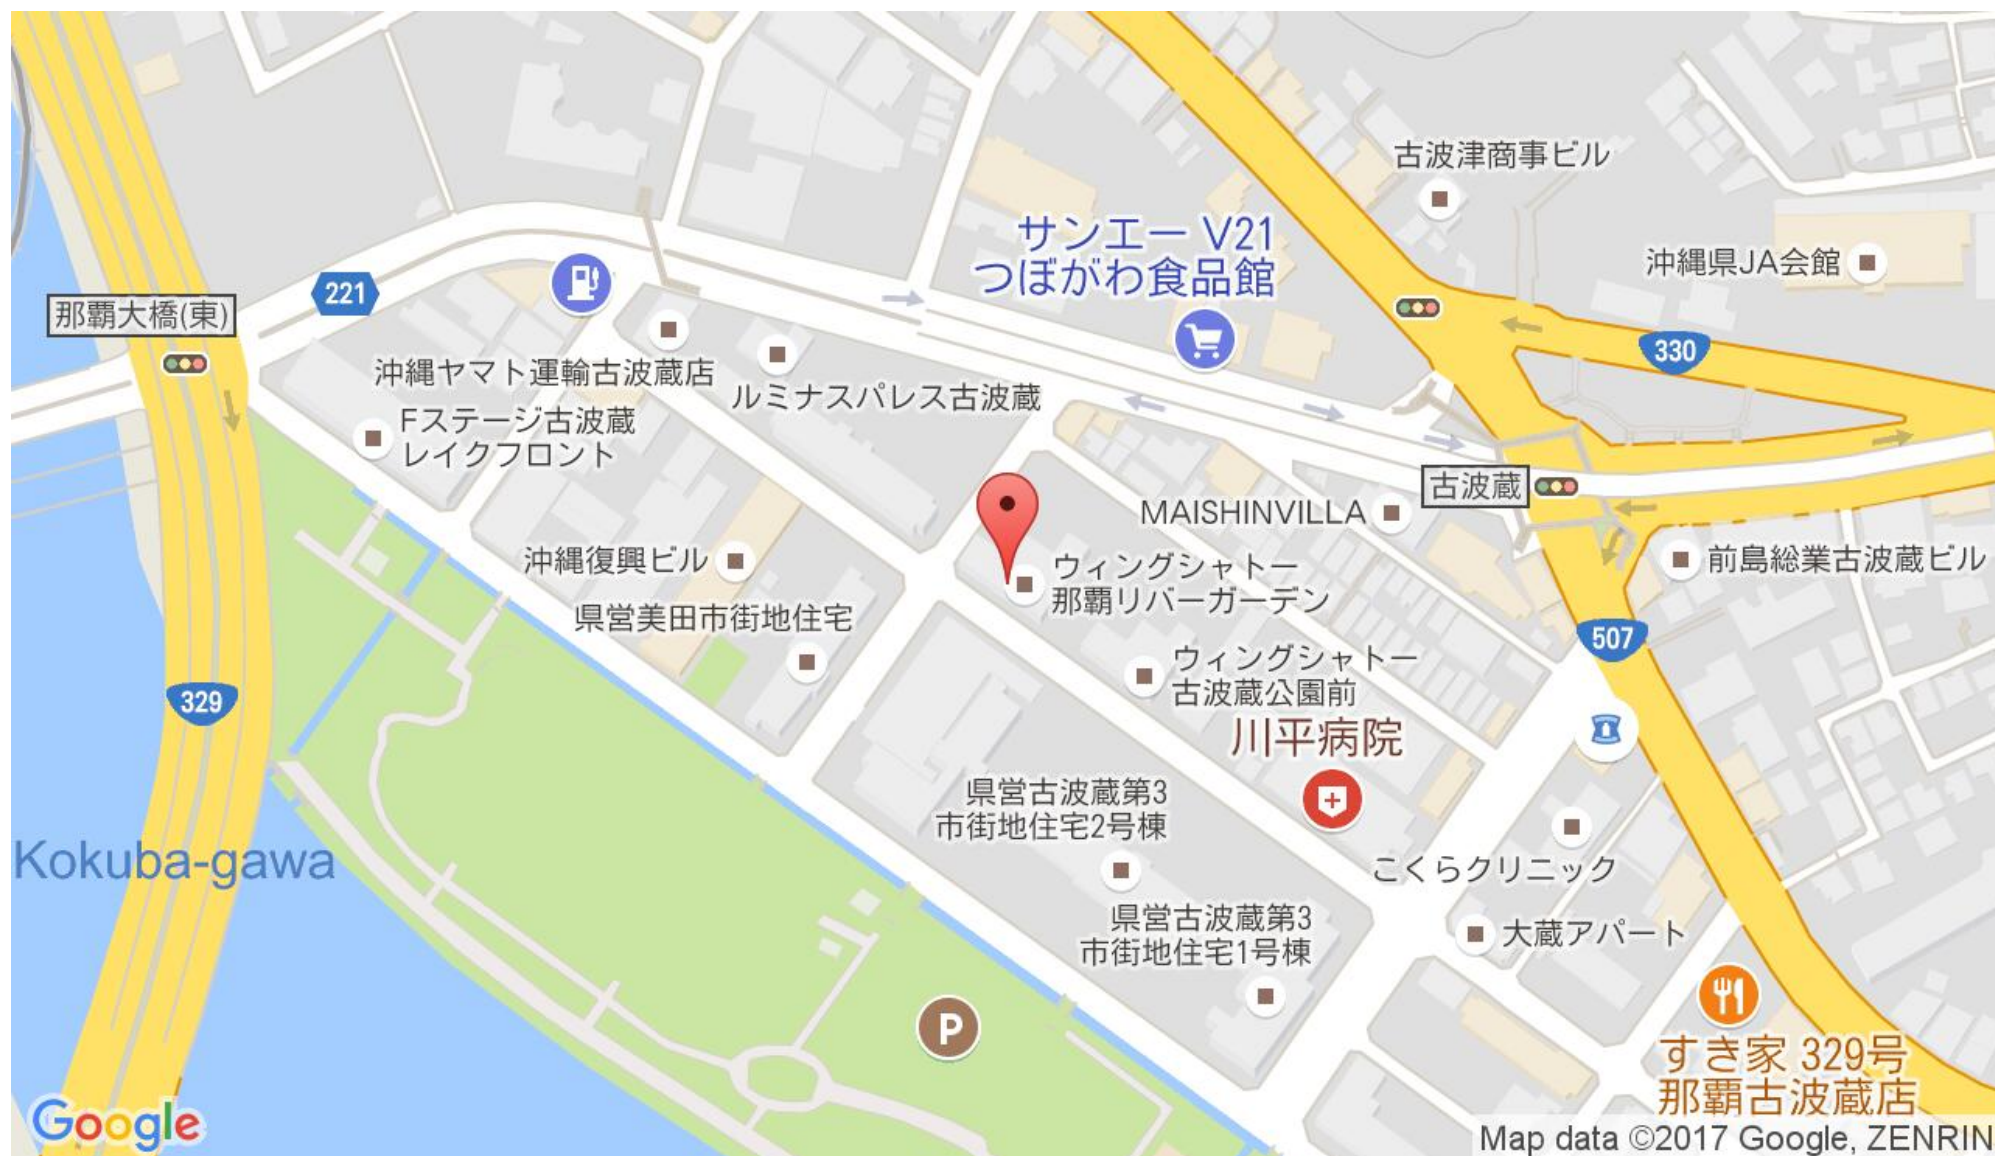 古波津商事ビル
サンエー V21
つぼがわ食品館
沖縄県JA会館
221
那覇大橋(東)
330
沖縄ヤマト運輸古波蔵店
ルミナスパレス古波蔵
Fステージ古波蔵
レイクフロント
古波蔵
MAISHINVILLA
沖縄復興ビル
ウィングシャトー
那覇リバーガーデン
前島総業古波蔵ビル
県営美田市街地住宅
507
ウィングシャトー
古波蔵公園前
329
川平病院
県営古波蔵第3
市街地住宅2号棟
Kokuba-gawa
こくらクリニック
県営古波蔵第3
市街地住宅1号棟
大蔵アパート
P
すき家 329号
那覇古波蔵店
Google
Map data ©2017 Google, ZENRIN